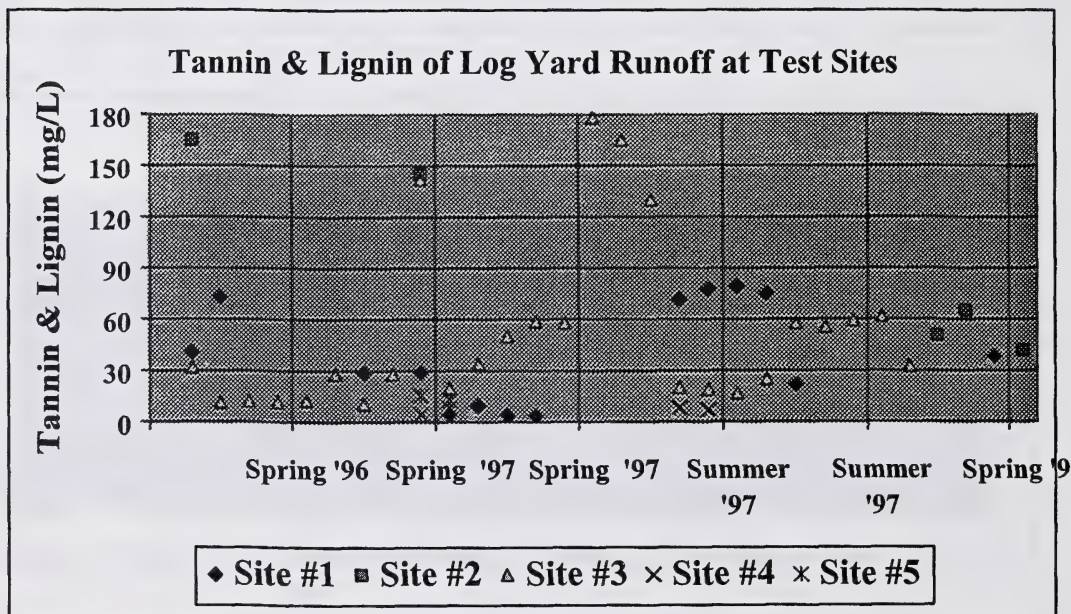 Tannin & Lignin of Log Yard Runoff at Test Sites
Tannin & Lignin (mg/L)
180
150
120
90
60
30
0
Spring '96 Spring '97 Spring '97 Summer '97 Summer '97 Spring '9
Site #1 Site #2 Site #3 Site #4 Site #5